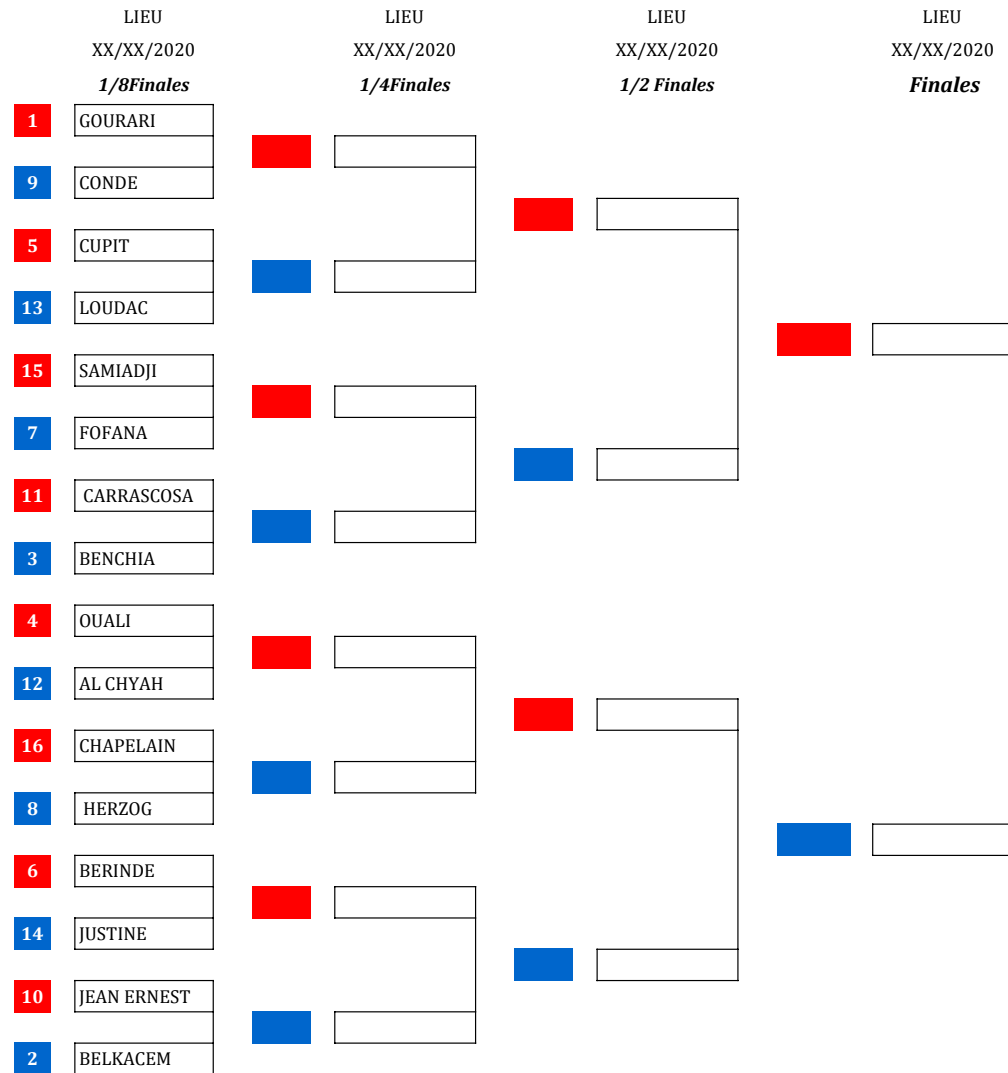 LIEU LIEU LIEU LIEU
XX/XX/2020 XX/XX/2020 XX/XX/2020 XX/XX/2020
1/8Finales 1/4Finales 1/2 Finales Finales
1 GOURARI
9 CONDE
5 CUPIT
13 LOUDAC
15 SAMIADJI
7 FOFANA
11 CARRASCOSA
3 BENCHIA
4 OUALI
12 AL CHYAH
16 CHAPELAIN
8 HERZOG
6 BERINDE
14 JUSTINE
10 JEAN ERNEST
2 BELKACEM